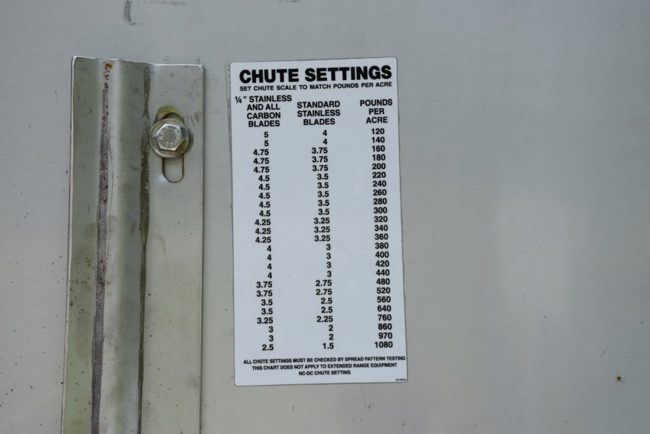 CHUTE SETTINGS
SET CHUTE SCALE TO MATCH POUNDS PER ACRE
¼" STAINLESS AND ALL CARBON BLADES STANDARD STAINLESS BLADES POUNDS PER ACRE
5 4 120
5 4 140
4.75 3.75 160
4.75 3.75 180
4.75 3.75 200
4.5 3.5 220
4.5 3.5 240
4.5 3.5 260
4.5 3.5 280
4.5 3.5 300
4.25 3.25 320
4.25 3.25 340
4.25 3.25 360
4 3 380
4 3 400
4 3 420
4 3 440
3.75 2.75 480
3.75 2.75 520
3.5 2.5 560
3.5 2.5 640
3.25 2.25 760
3 2 860
3 2 970
2.5 1.5 1080
ALL CHUTE SETTINGS MUST BE CHECKED BY SPREAD PATTERN TESTING
THIS CHART DOES NOT APPLY TO EXTENDED RANGE EQUIPMENT
NC-DC CHUTE SETTING